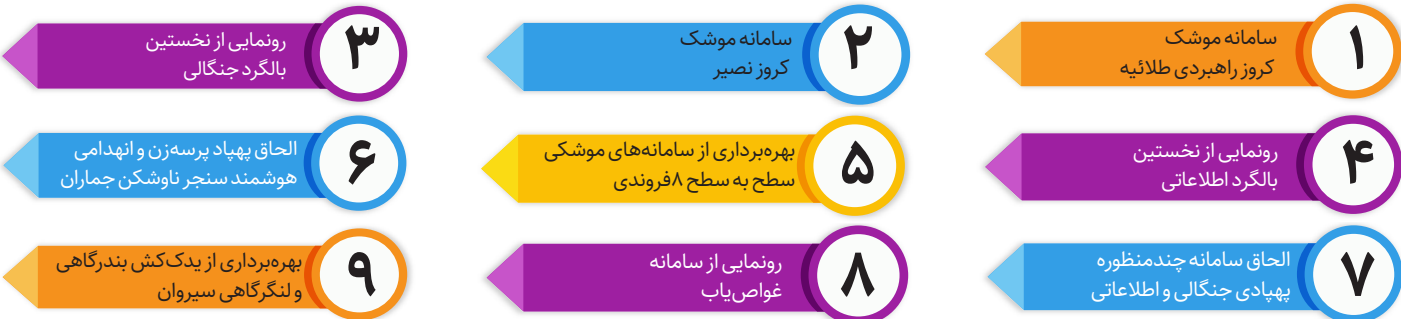 ۱
سامانه موشک
کروز راهبردی طلائیه
۲
سامانه موشک
کروز نصیر
۳
رونمایی از نخستین
بالگرد جنگالی
۴
رونمایی از نخستین
بالگرد اطلاعاتی
۵
بهره‌برداری از سامانه‌های موشکی
سطح به سطح ۸فروندی
۶
الحاق پهپاد پرسه‌زن و انهدامی
هوشمند سنجر ناوشکن جماران
۷
الحاق سامانه چندمنظوره
پهپادی جنگالی و اطلاعاتی
۸
رونمایی از سامانه
غواص‌یاب
۹
بهره‌برداری از یدک‌کش بندرگاهی
و لنگرگاهی سیروان